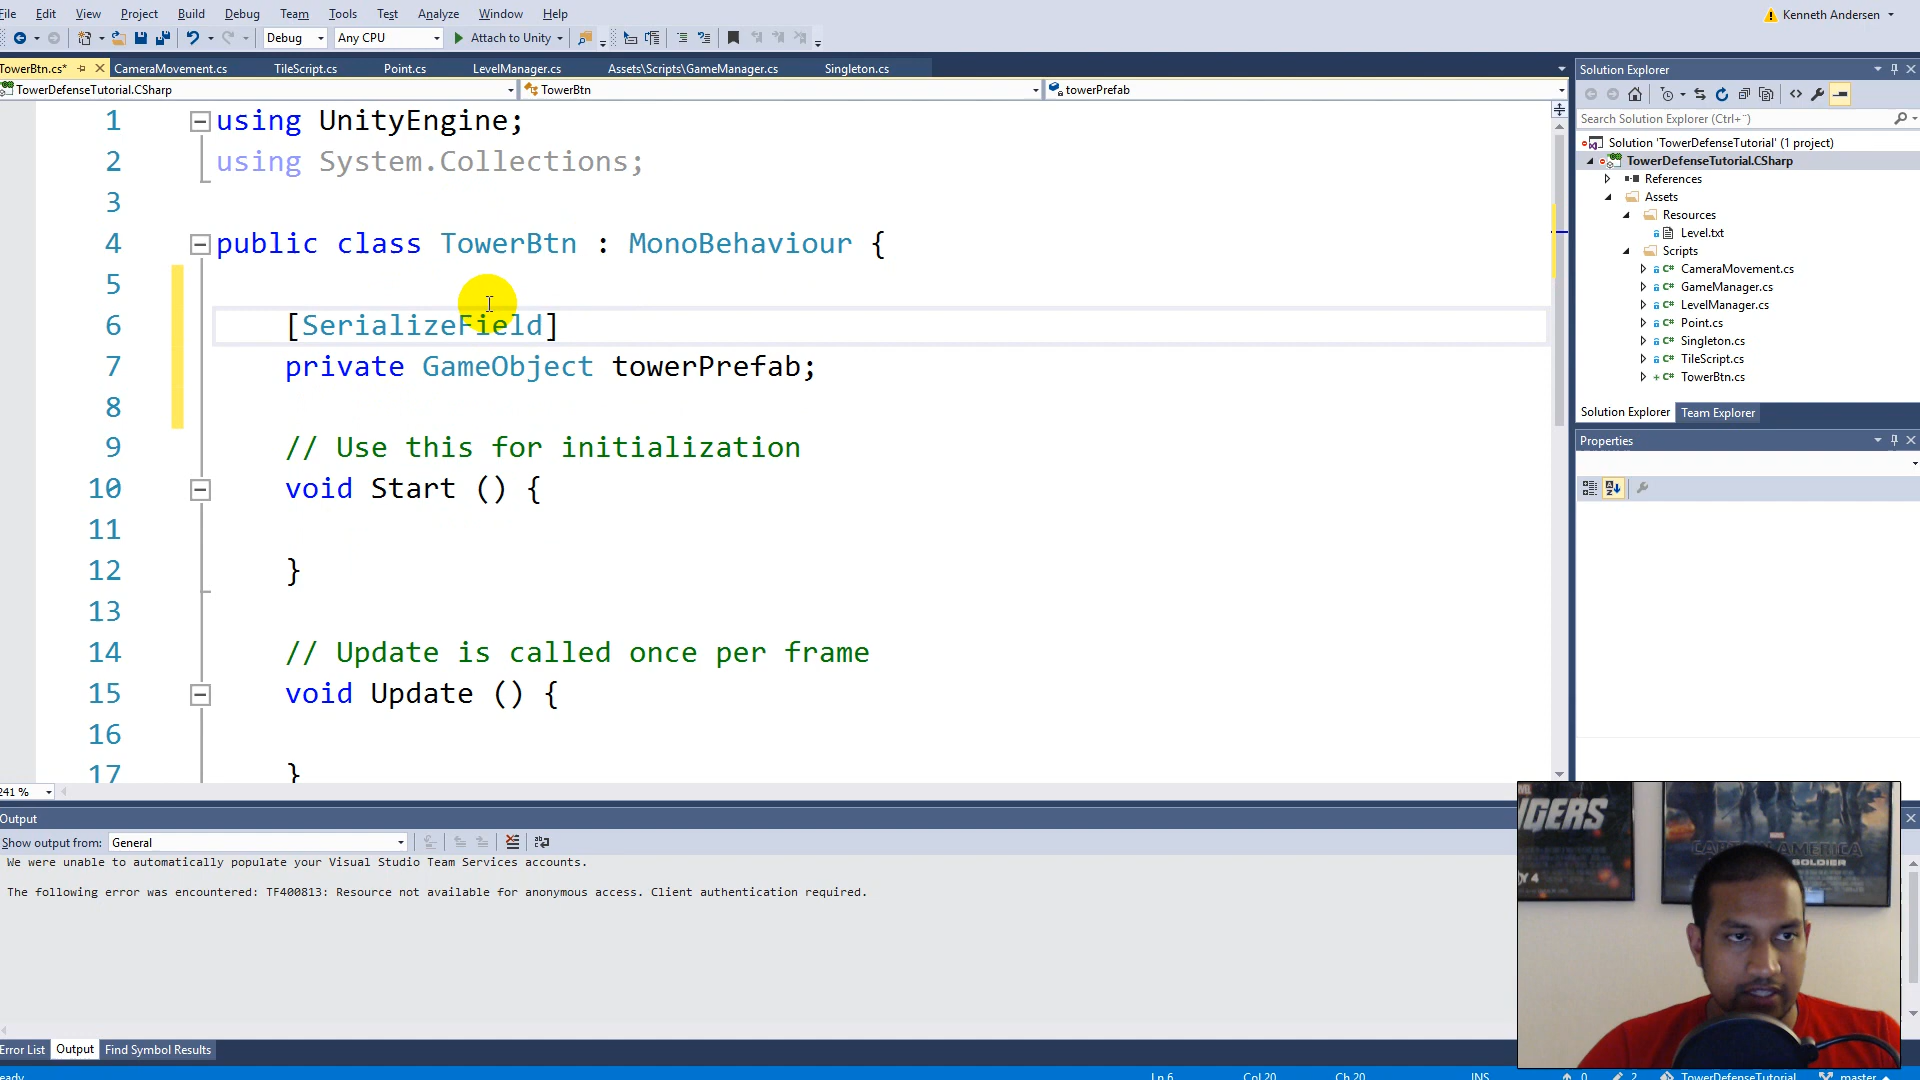 File Edit View Project Build Debug Team Tools Test Analyze Window Help
Kenneth Andersen
Debug Any CPU Attach to Unity
TowerBtn.cs* CameraMovement.cs TileScript.cs Point.cs LevelManager.cs Assets\Scripts\GameManager.cs Singleton.cs
TowerDefenseTutorial.CSharp TowerBtn towerPrefab
1 using UnityEngine;
2 using System.Collections;
3
4 public class TowerBtn : MonoBehaviour {
5
6 [SerializeField]
7 private GameObject towerPrefab;
8
9 // Use this for initialization
10 void Start () {
11
12 }
13
14 // Update is called once per frame
15 void Update () {
16
17 }
241 %
Solution Explorer
Search Solution Explorer (Ctrl+¨)
Solution 'TowerDefenseTutorial' (1 project)
TowerDefenseTutorial.CSharp
References
Assets
Resources
Level.txt
Scripts
CameraMovement.cs
GameManager.cs
LevelManager.cs
Point.cs
Singleton.cs
TileScript.cs
TowerBtn.cs
Solution Explorer Team Explorer
Properties
Output
Show output from: General
We were unable to automatically populate your Visual Studio Team Services accounts.
The following error was encountered: TF400813: Resource not available for anonymous access. Client authentication required.
CAPTAIN AMERICA
SOLDIER
Error List Output Find Symbol Results
Ln 6 Col 20 Ch 20 INS 0 2 TowerDefenseTutorial master